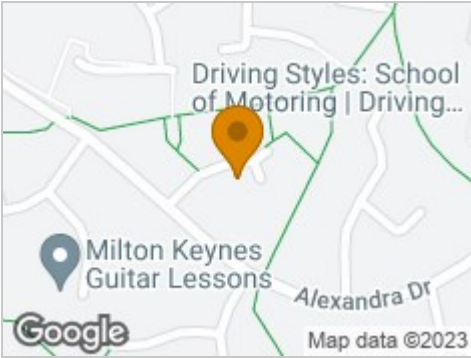 Driving Styles: School
of Motoring | Driving...
Milton Keynes
Guitar Lessons
Alexandra Dr
Google
Map data ©2023